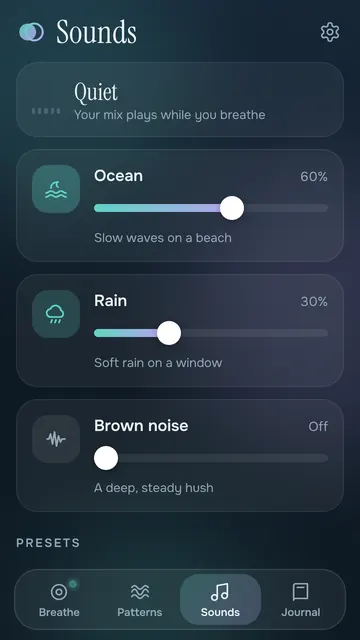 Sounds
Quiet
Your mix plays while you breathe
Ocean
60%
Slow waves on a beach
Rain
30%
Soft rain on a window
Brown noise
Off
A deep, steady hush
PRESETS
Breathe
Patterns
Sounds
Journal